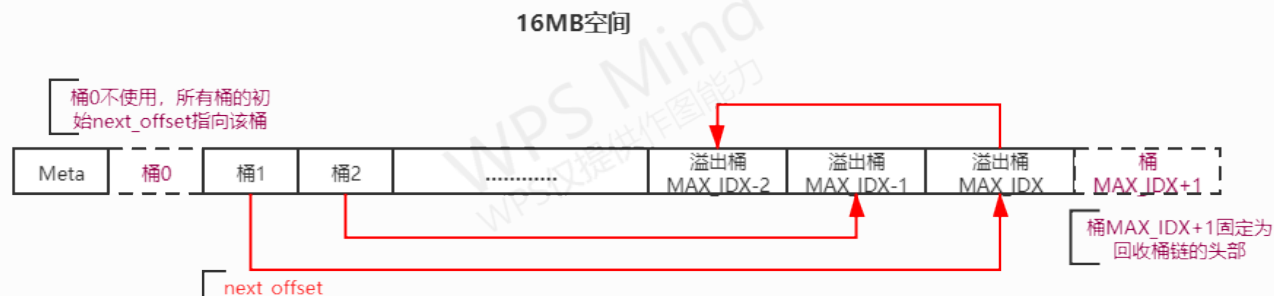 16MB空间
WPS Mind
WPS仅提供作图能力
桶0不使用，所有桶的初
始next_offset指向该桶
Meta
桶0
桶1
桶2
............
溢出桶
MAX_IDX-2
溢出桶
MAX_IDX-1
溢出桶
MAX_IDX
桶
MAX_IDX+1
桶MAX_IDX+1固定为
回收桶链的头部
next offset